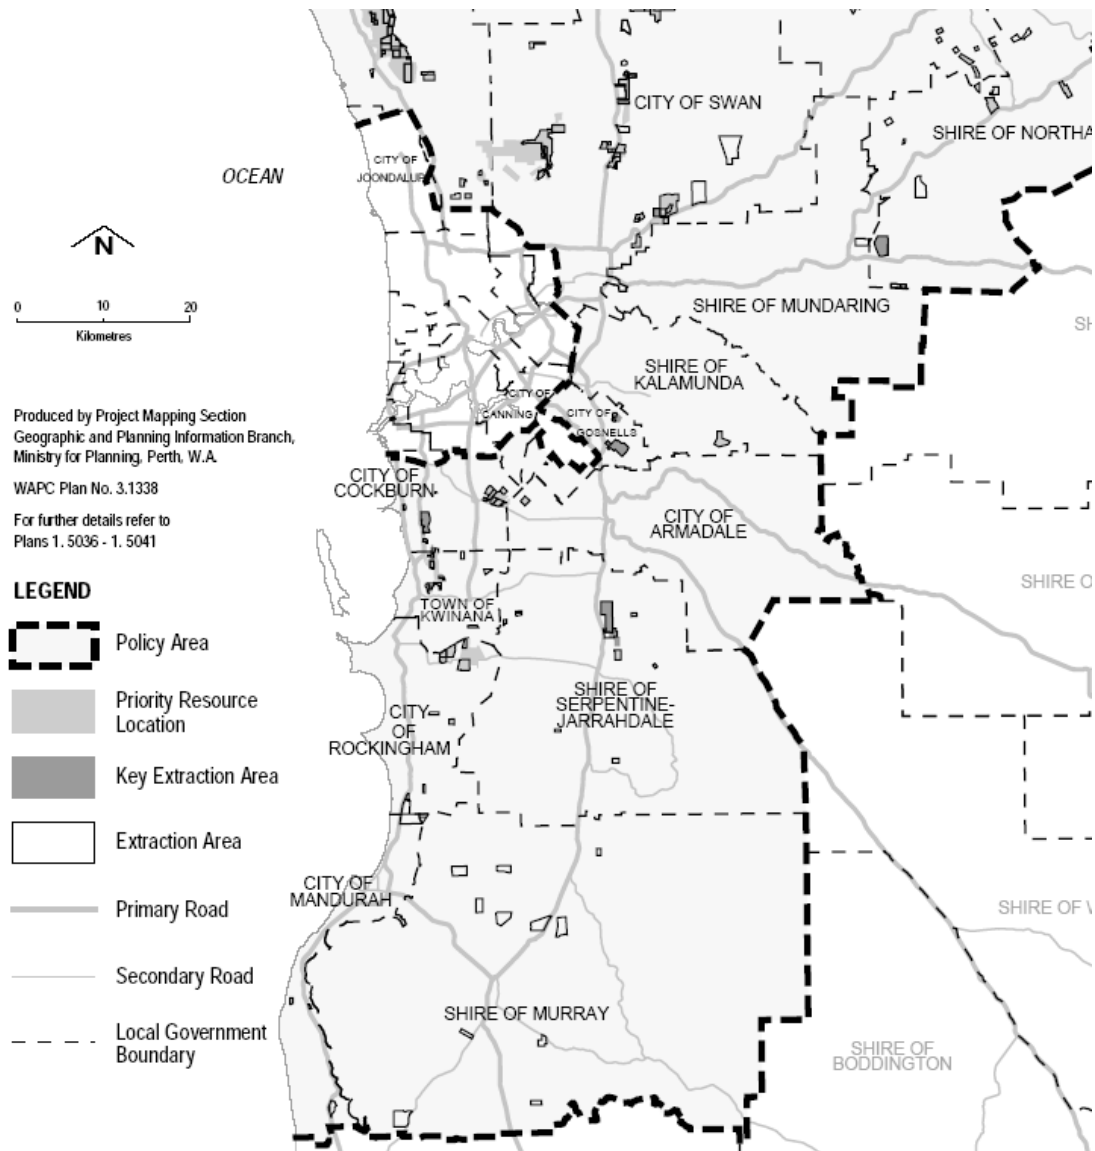 CITY OF SWAN
SHIRE OF NORTHA
OCEAN
CITY OF
JOONDALUP
N
0 10 20
Kilometres
SHIRE OF MUNDARING
SH
SHIRE OF
KALAMUNDA
CITY OF
CANNING
CITY OF
GOSNELLS
Produced by Project Mapping Section
Geographic and Planning Information Branch,
Ministry for Planning, Perth, W.A.
WAPC Plan No. 3.1338
For further details refer to
Plans 1. 5036 - 1. 5041
CITY OF
COCKBURN
CITY OF
ARMADALE
SHIRE O
LEGEND
Policy Area
Priority Resource
Location
Key Extraction Area
Extraction Area
Primary Road
Secondary Road
Local Government
Boundary
TOWN OF
KWINANA
SHIRE OF
SERPENTINE-
JARRAHDALE
CITY
OF
ROCKINGHAM
CITY OF
MANDURAH
SHIRE OF W
SHIRE OF MURRAY
SHIRE OF
BODDINGTON